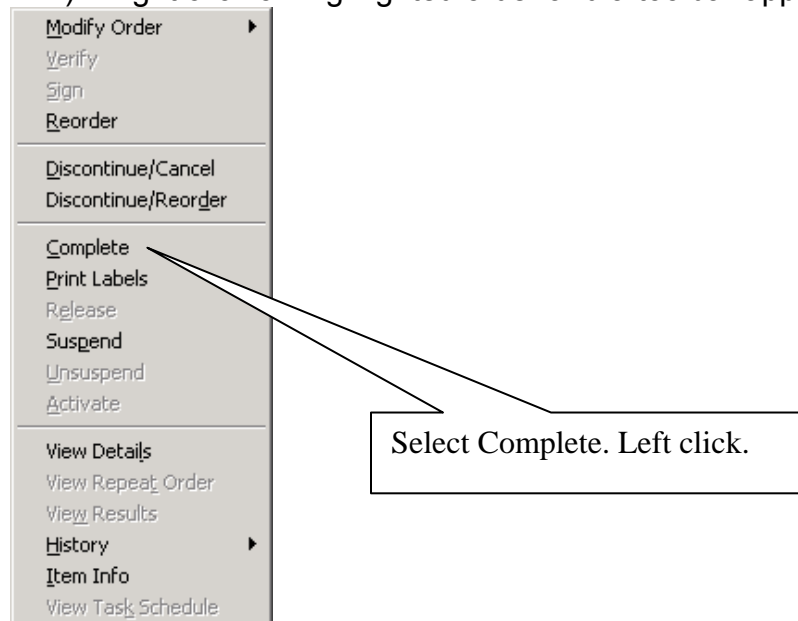 Modify Order
Verify
Sign
Reorder
Discontinue/Cancel
Discontinue/Reorder
Complete
Print Labels
Release
Suspend
Unsuspend
Activate
Select Complete. Left click.
View Details
View Repeat Order
View Results
History
Item Info
View Task Schedule